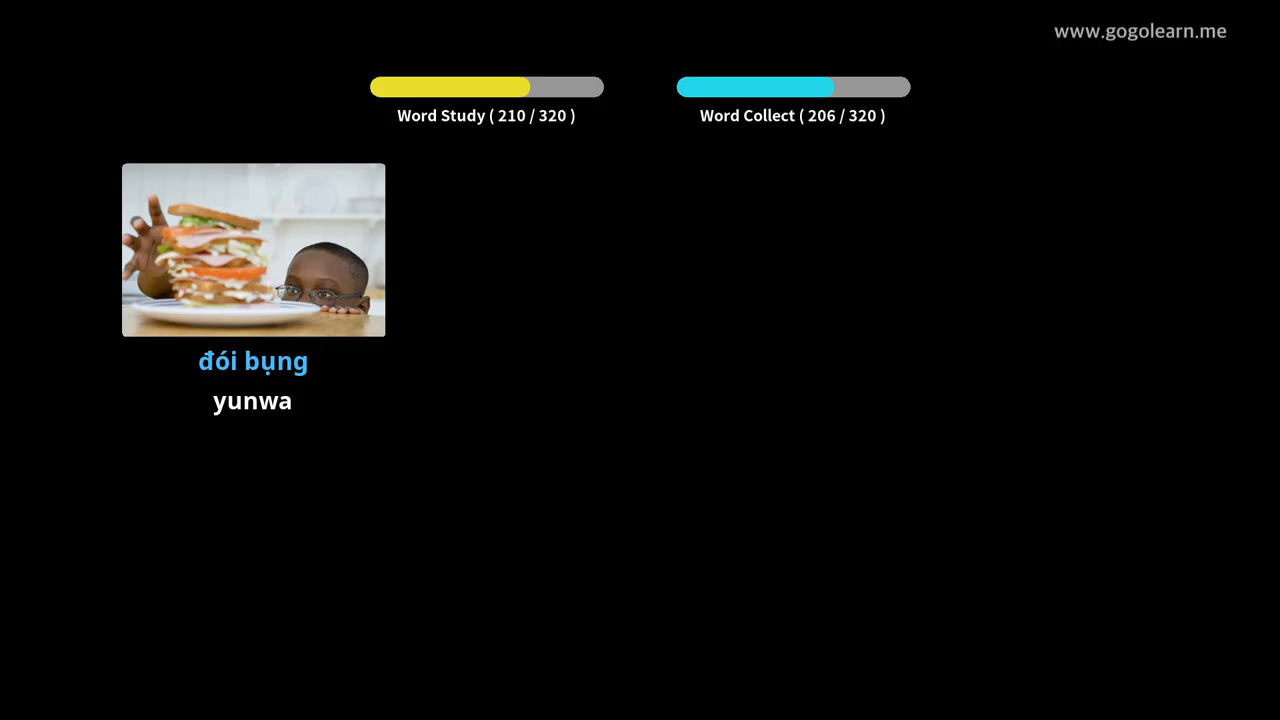 www.gogolearn.me
Word Study ( 210 / 320 )
Word Collect ( 206 / 320 )
đói bụng
yunwa